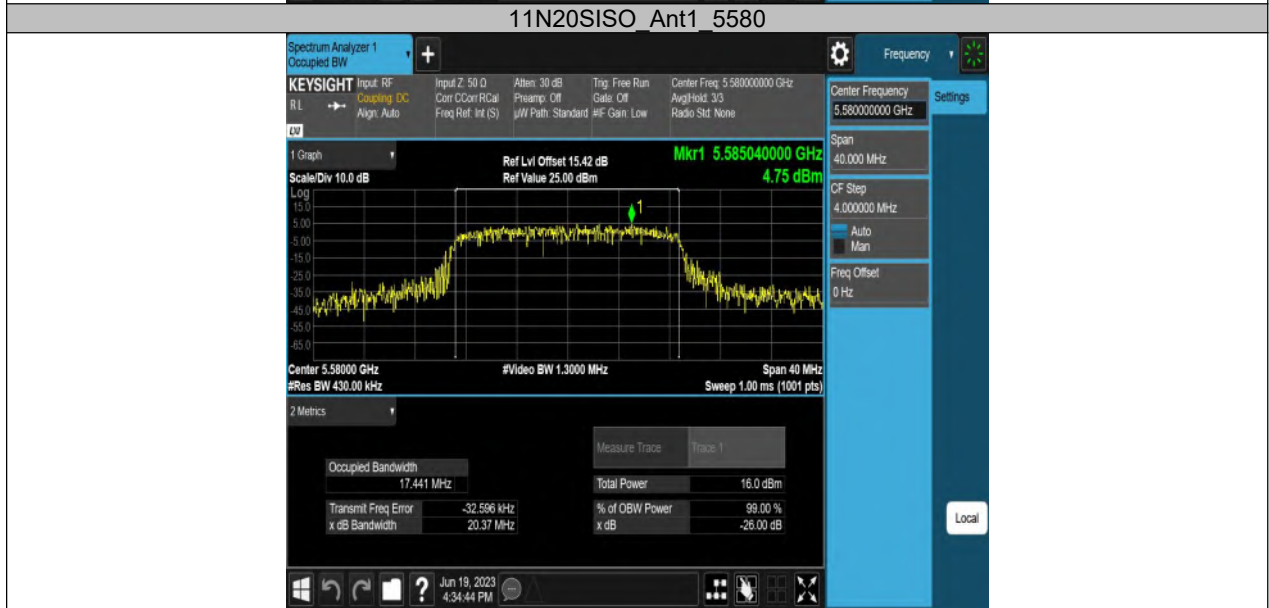 11N20SISO_Ant1_5580
Spectrum Analyzer 1
Occupied BW
+
Frequency
KEYSIGHT
RL
LXI
Input: RF
Coupling: DC
Align: Auto
Input Z: 50 Ω
Corr CCorr RCal
Freq Ref: Int (S)
Atten: 30 dB
Preamp: Off
µW Path: Standard
Trig: Free Run
Gate: Off
#IF Gain: Low
Center Freq: 5.580000000 GHz
Avg|Hold: 3/3
Radio Std: None
Center Frequency
5.580000000 GHz
Settings
Span
40.000 MHz
CF Step
4.000000 MHz
Auto
Man
Freq Offset
0 Hz
1 Graph
Scale/Div 10.0 dB
Ref Lvl Offset 15.42 dB
Ref Value 25.00 dBm
Mkr1 5.585040000 GHz
4.75 dBm
Log
15.0
5.00
-5.00
-15.0
-25.0
-35.0
-45.0
-55.0
-65.0
1
Center 5.58000 GHz
#Res BW 430.00 kHz
#Video BW 1.3000 MHz
Span 40 MHz
Sweep 1.00 ms (1001 pts)
2 Metrics
Measure Trace Trace 1
Occupied Bandwidth
17.441 MHz
Total Power 16.0 dBm
Transmit Freq Error -32.596 kHz
% of OBW Power 99.00 %
x dB Bandwidth 20.37 MHz
x dB -26.00 dB
Local
?
Jun 19, 2023
4:34:44 PM